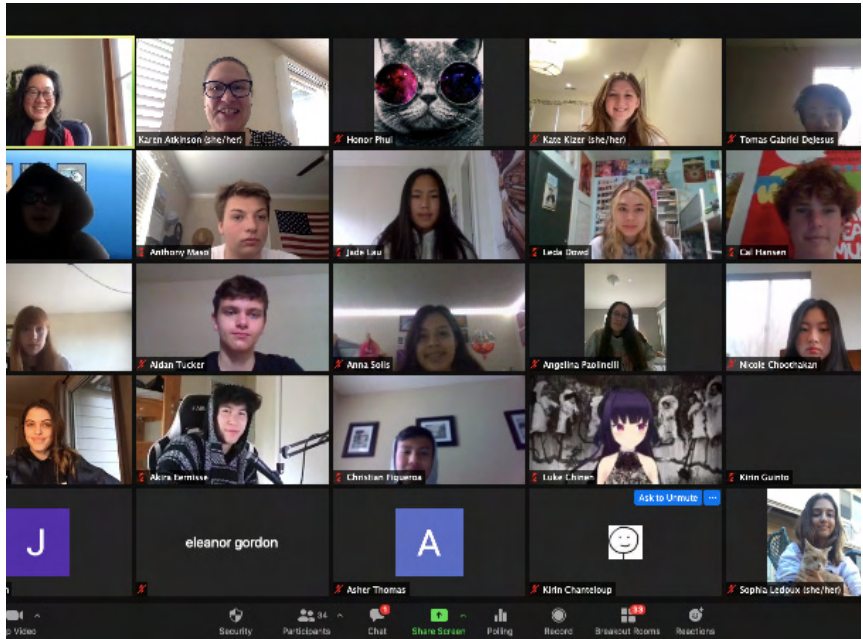 Karen Atkinson (she/her)
Honor Phui
Kate Kizer (she/her)
Tomas Gabriel DeJesus
Anthony Maso
Jade Lau
Leda Dowd
Cal Hansen
Aidan Tucker
Anna Solis
Angelina Paolinelli
Nicole Choothakan
Akira Eernisse
Christian Figueroa
Luke Chinen
Kirin Guinto
Ask to Unmute ...
J
eleanor gordon
A
Asher Thomas
Kirin Chanteloup
Sophia Ledoux (she/her)
Video
Security
34
Participants
1
Chat
Share Screen
Polling
Record
33
Breakout Rooms
Reactions